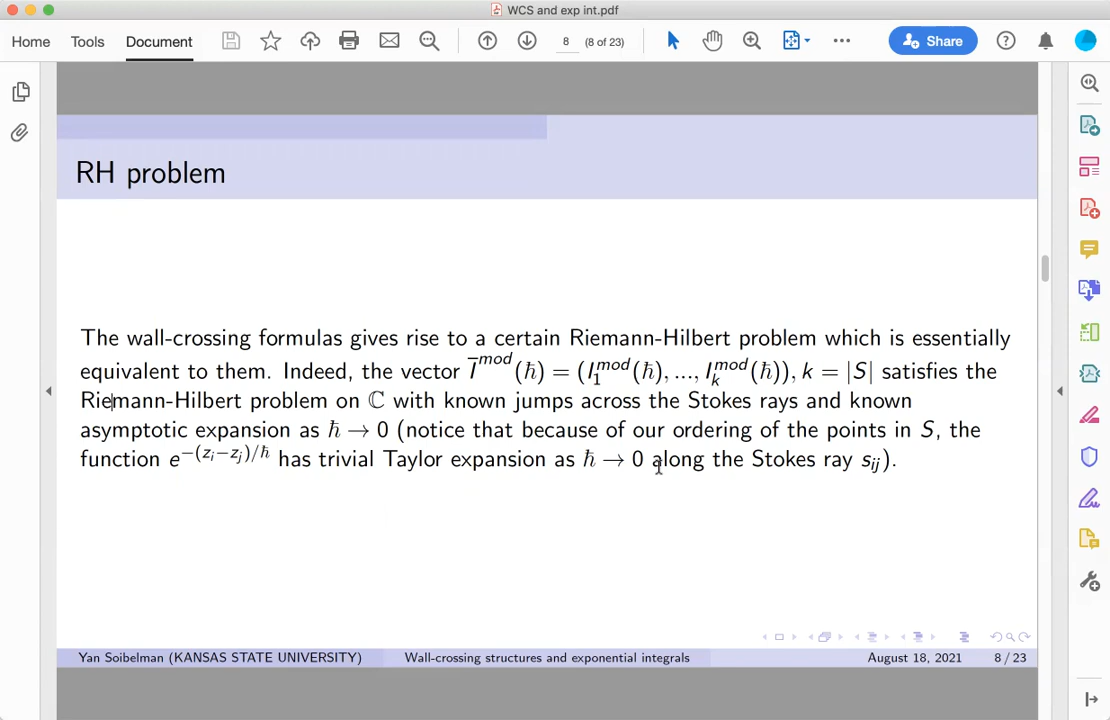 WCS and exp int.pdf
Home Tools Document 8 (8 of 23) Share
RH problem
The wall-crossing formulas gives rise to a certain Riemann-Hilbert problem which is essentially
equivalent to them. Indeed, the vector Ī^{mod}(ħ) = (I_1^{mod}(ħ), ..., I_k^{mod}(ħ)), k = |S| satisfies the
Riemann-Hilbert problem on ℂ with known jumps across the Stokes rays and known
asymptotic expansion as ħ → 0 (notice that because of our ordering of the points in S, the
function e^{-(z_i-z_j)/ħ} has trivial Taylor expansion as ħ → 0 along the Stokes ray s_{ij}).
Yan Soibelman (KANSAS STATE UNIVERSITY) Wall-crossing structures and exponential integrals August 18, 2021 8 / 23